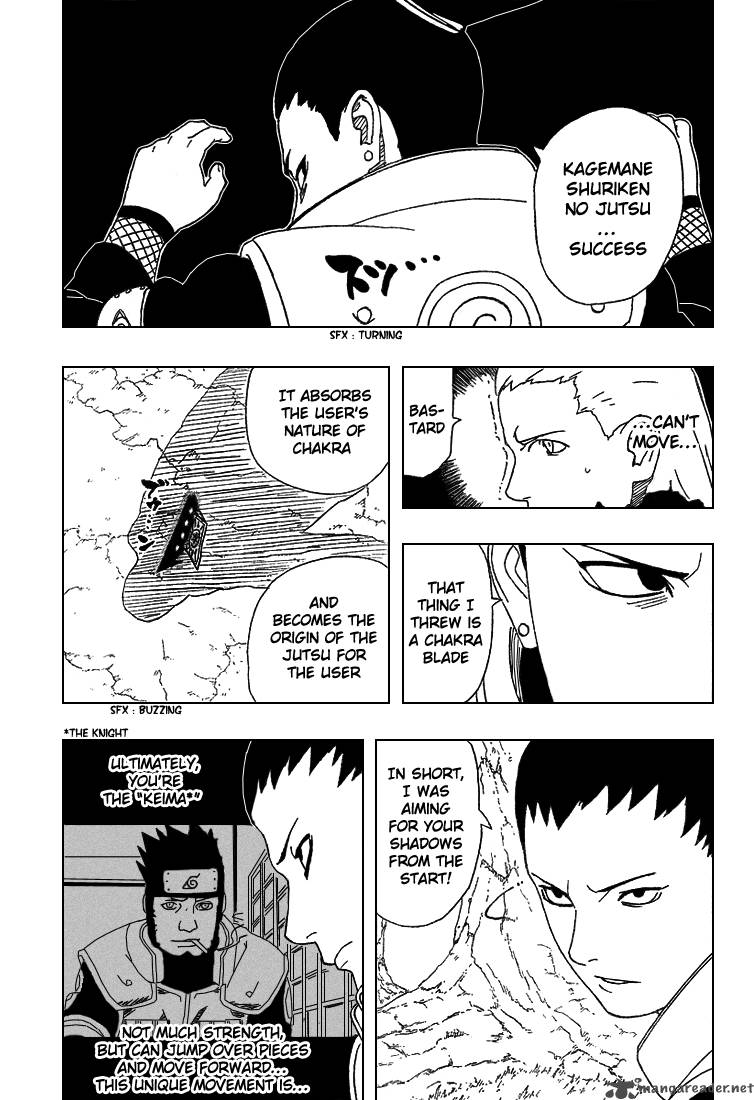 KAGEMANE
SHURIKEN
NO JUTSU
...
SUCCESS
ズッ...
SFX : TURNING
BAS-
TARD
...CAN'T
MOVE...
THAT
THING I
THREW IS
A CHAKRA
BLADE
IT ABSORBS
THE USER'S
NATURE OF
CHAKRA
AND
BECOMES THE
ORIGIN OF THE
JUTSU FOR
THE USER
SFX : BUZZING
IN SHORT,
I WAS
AIMING
FOR YOUR
SHADOWS
FROM THE
START!
*THE KNIGHT
ULTIMATELY,
YOU'RE
THE "KEIMA*"
NOT MUCH STRENGTH,
BUT CAN JUMP OVER PIECES
AND MOVE FORWARD...
THIS UNIQUE MOVEMENT IS...
mangareader.net